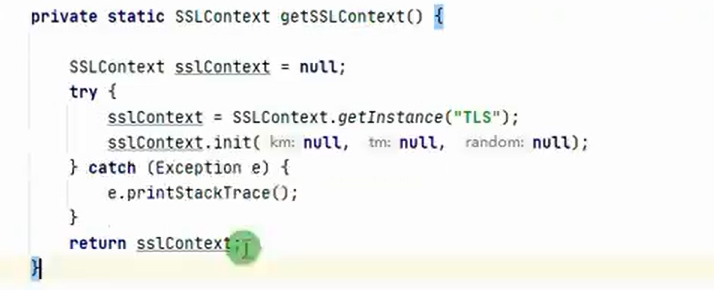 private static SSLContext getSSLContext() {
SSLContext sslContext = null;
try {
sslContext = SSLContext.getInstance("TLS");
sslContext.init( km: null, tm: null, random: null);
} catch (Exception e) {
e.printStackTrace();
}
return sslContext;
}